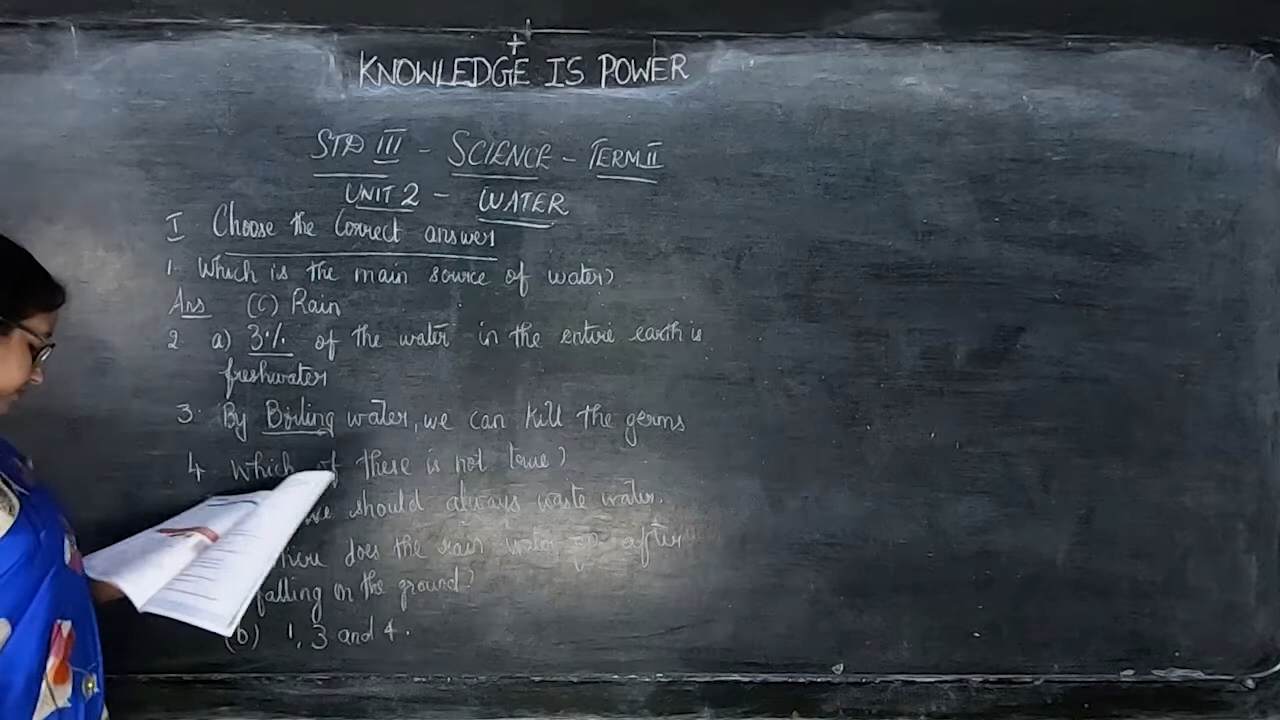 KNOWLEDGE IS POWER
STD III - SCIENCE - TERM II
UNIT 2 - WATER
I Choose the Correct answer
1. Which is the main source of water?
Ans (C) Rain
2. a) 3% of the water in the entire earth is
freshwater
3. By Boiling water, we can kill the germs
4. Which of these is not true?
we should always waste water.
does the rain water go after
falling on the ground?
(b) 1, 3 and 4.